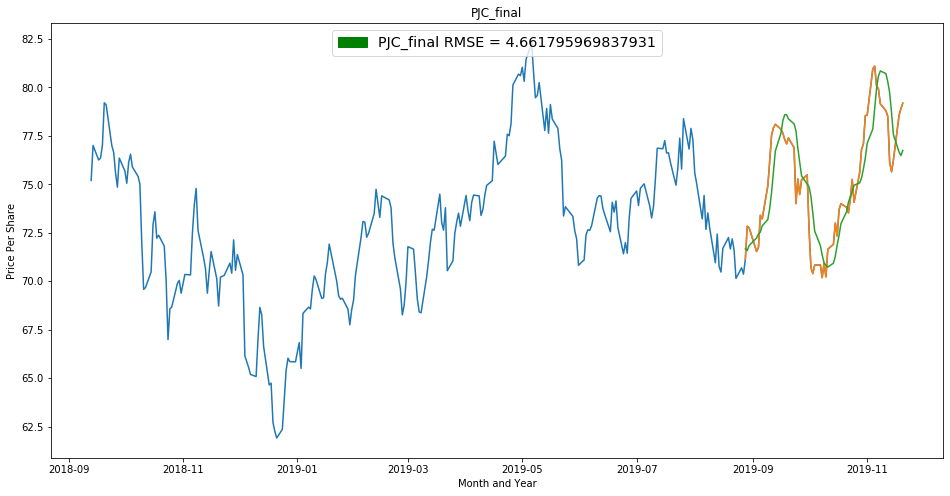 PJC_final
PJC_final RMSE = 4.661795969837931
82.5
80.0
77.5
75.0
72.5
70.0
67.5
65.0
62.5
Price Per Share
2018-09 2018-11 2019-01 2019-03 2019-05 2019-07 2019-09 2019-11
Month and Year